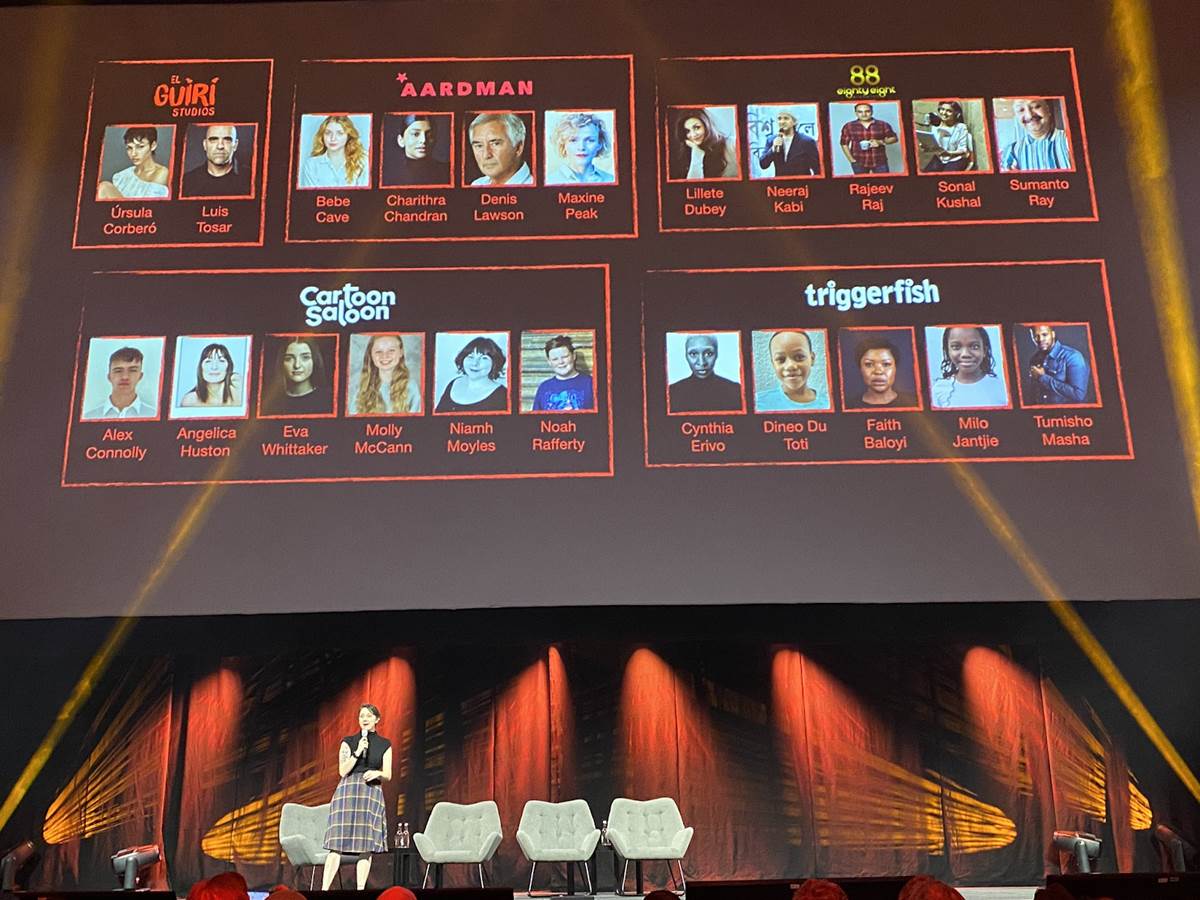 EL
GUIRI
STUDIOS
Úrsula
Corberó
Luis
Tosar
AARDMAN
Bebe
Cave
Charithra
Chandran
Denis
Lawson
Maxine
Peak
88
eighty eight
Lillete
Dubey
Neeraj
Kabi
Rajeev
Raj
Sonal
Kushal
Sumanto
Ray
Cartoon
Saloon
Alex
Connolly
Angelica
Huston
Eva
Whittaker
Molly
McCann
Niamh
Moyles
Noah
Rafferty
triggerfish
Cynthia
Erivo
Dineo Du
Toti
Faith
Baloyi
Milo
Jantjie
Tumisho
Masha